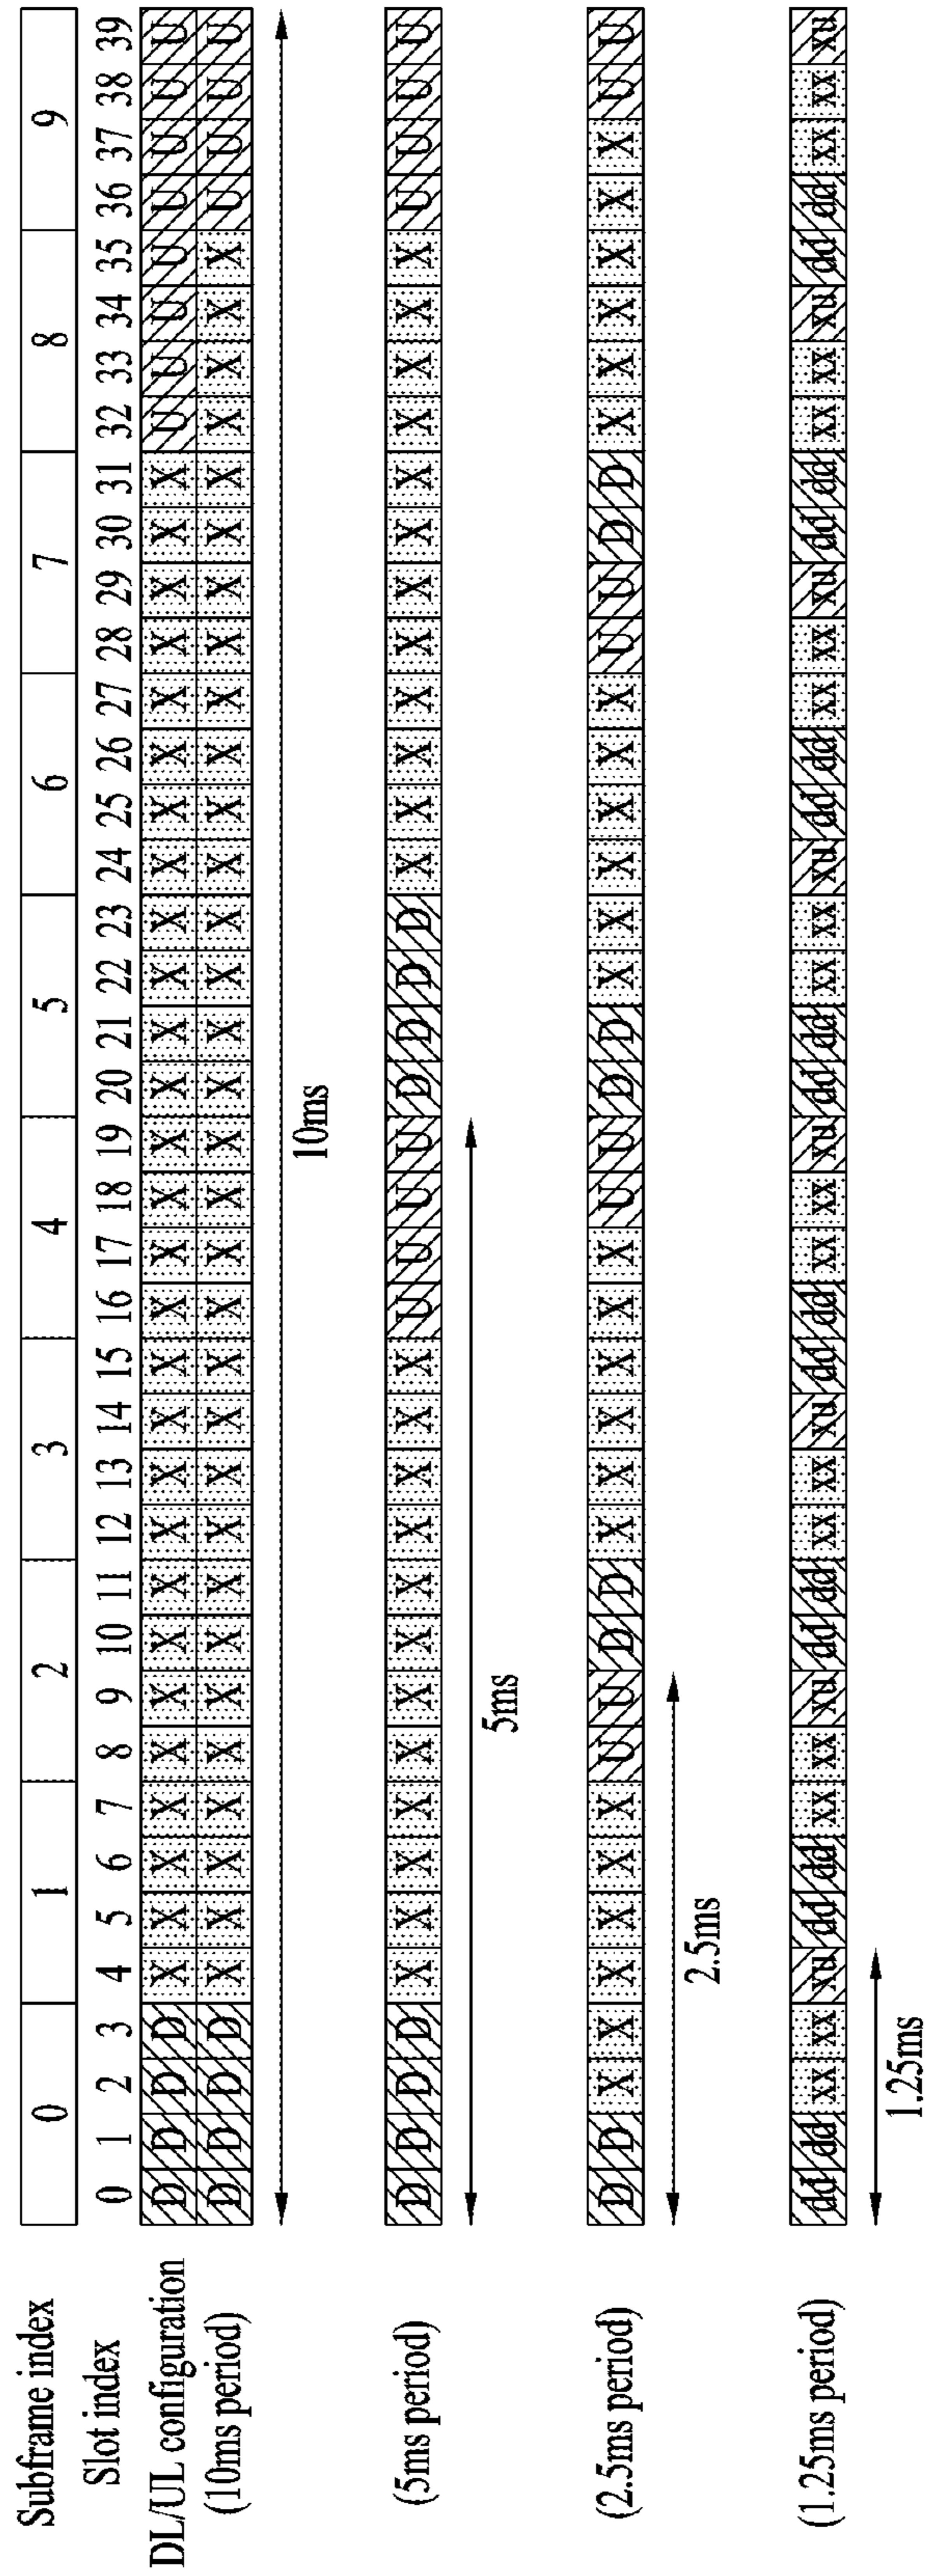 Subframe index 0 1 2 3 4 5 6 7 8 9
Slot index 0 1 2 3 4 5 6 7 8 9 10 11 12 13 14 15 16 17 18 19 20 21 22 23 24 25 26 27 28 29 30 31 32 33 34 35 36 37 38 39
DL/UL configuration D D D D X X X X X X X X X X X X X X X X X X X X X X X X X X X X U U U U U U U U
(10ms period) D D D D X X X X X X X X X X X X X X X X X X X X X X X X X X X X X X X X U U U U
10ms
(5ms period) D D D D X X X X X X X X X X X X U U U U D D D D X X X X X X X X X X X X U U U U
5ms
(2.5ms period) D D X X X X X X U U D D X X X X X X U U D D X X X X X X U U D D X X X X X X U U
2.5ms
(1.25ms period) dd dd xx xx xu dd dd xx xx xu dd dd xx xx xu dd dd xx xx xu dd dd xx xx xu dd dd xx xx xu dd dd xx xx xu dd dd xx xx xu
1.25ms